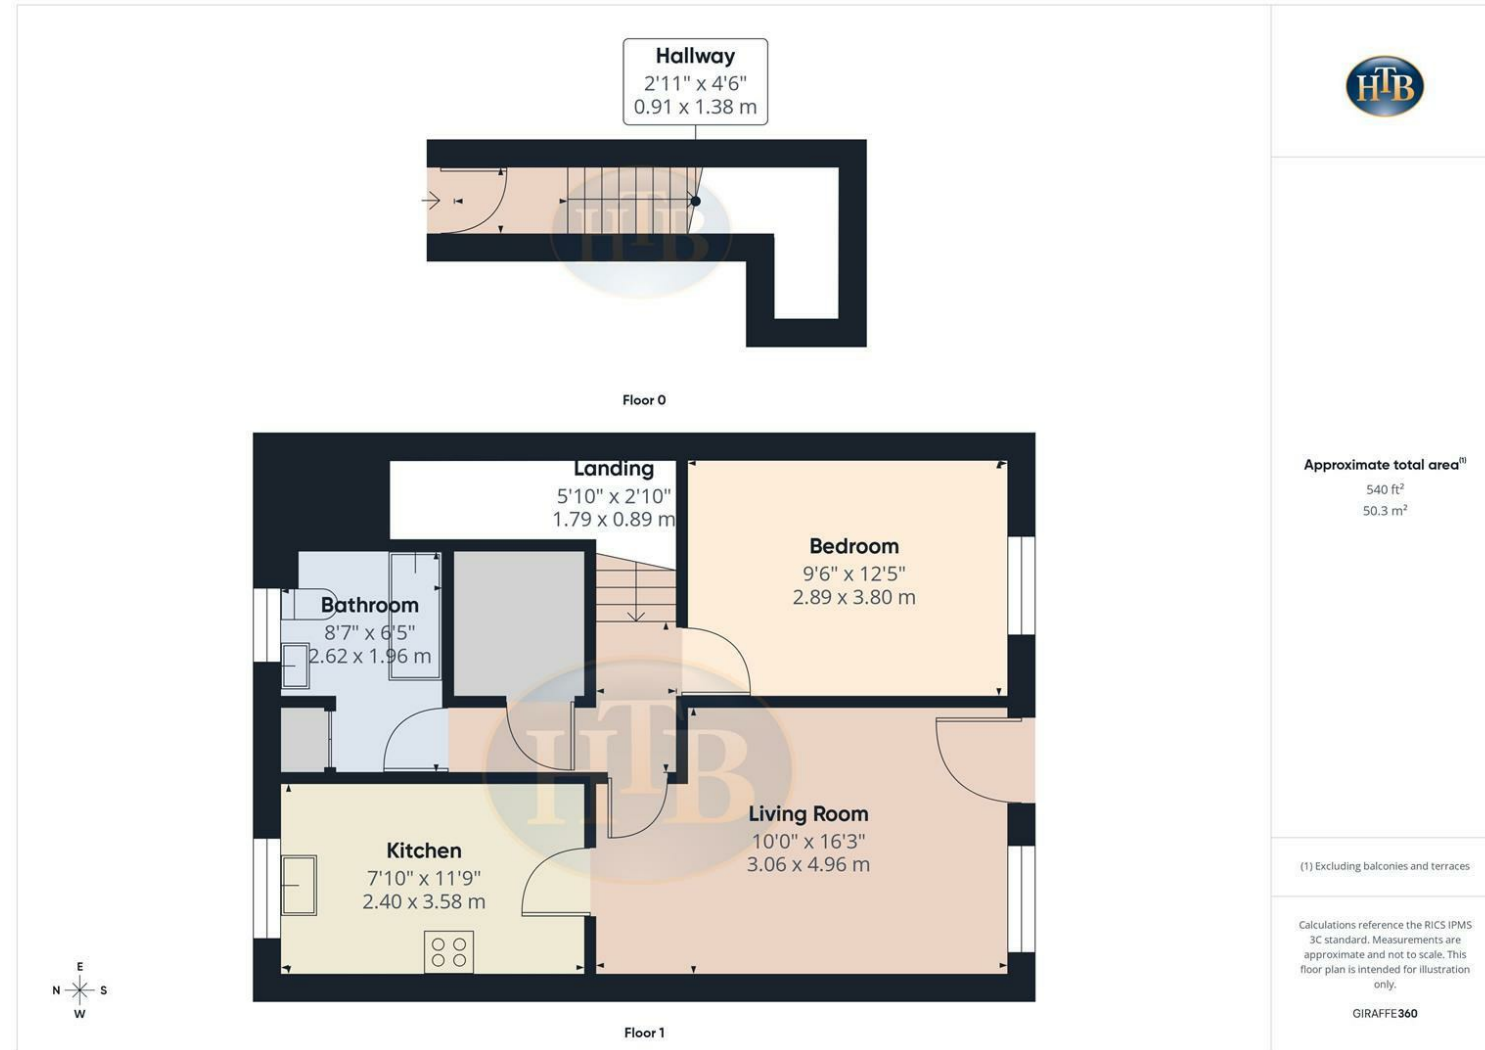 Hallway
2'11" x 4'6"
0.91 x 1.38 m
HTB
Floor 0
Landing
5'10" x 2'10"
1.79 x 0.89 m
Bedroom
9'6" x 12'5"
2.89 x 3.80 m
Bathroom
8'7" x 6'5"
2.62 x 1.96 m
HTB
Living Room
10'0" x 16'3"
3.06 x 4.96 m
Kitchen
7'10" x 11'9"
2.40 x 3.58 m
E
N S
W
Floor 1
HTB
Approximate total area(1)
540 ft²
50.3 m²
(1) Excluding balconies and terraces
Calculations reference the RICS IPMS
3C standard. Measurements are
approximate and not to scale. This
floor plan is intended for illustration
only.
GIRAFFE360